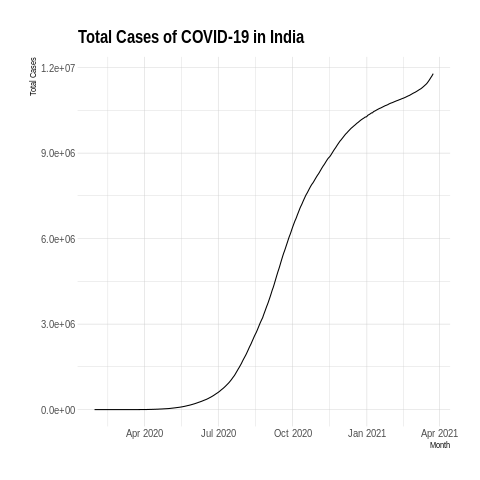 Total Cases of COVID-19 in India
Total Cases
1.2e+07
9.0e+06
6.0e+06
3.0e+06
0.0e+00
Apr 2020 Jul 2020 Oct 2020 Jan 2021 Apr 2021
Month